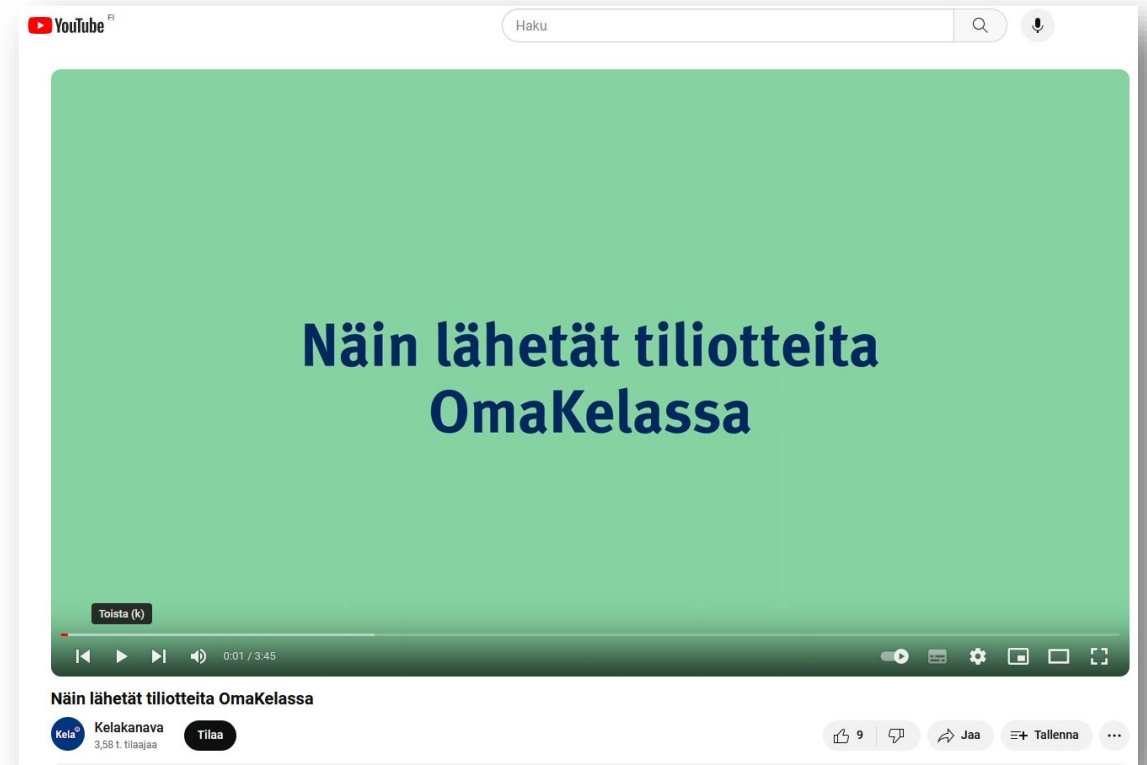 YouTube FI
Haku
Näin lähetät tiliotteita
OmaKelassa
Toista (k)
0:01 / 3:45
Näin lähetät tiliotteita OmaKelassa
Kela®
Kelakanava
3,58 t. tilaajaa
Tilaa
9
Jaa
Tallenna